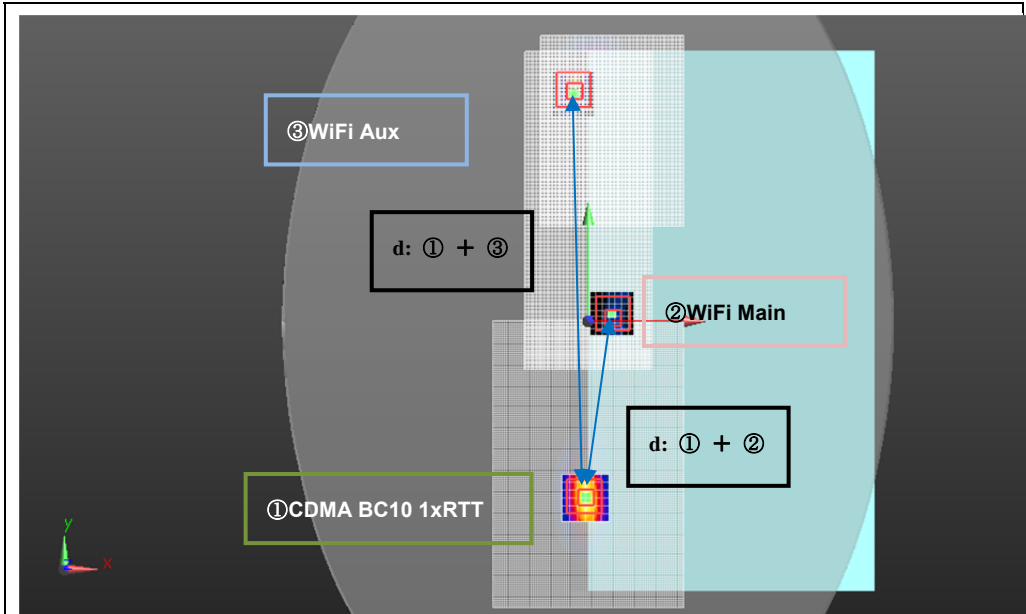 ③WiFi Aux
d: ① + ③
②WiFi Main
d: ① + ②
①CDMA BC10 1xRTT
y
x